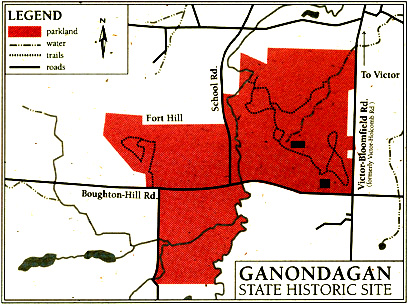 LEGEND
parkland
water
trails
roads
N
To Victor
School Rd.
Fort Hill
Victor-Bloomfield Rd.
(formerly Victor-Holcomb Rd.)
Boughton-Hill Rd.
GANONDAGAN
STATE HISTORIC SITE